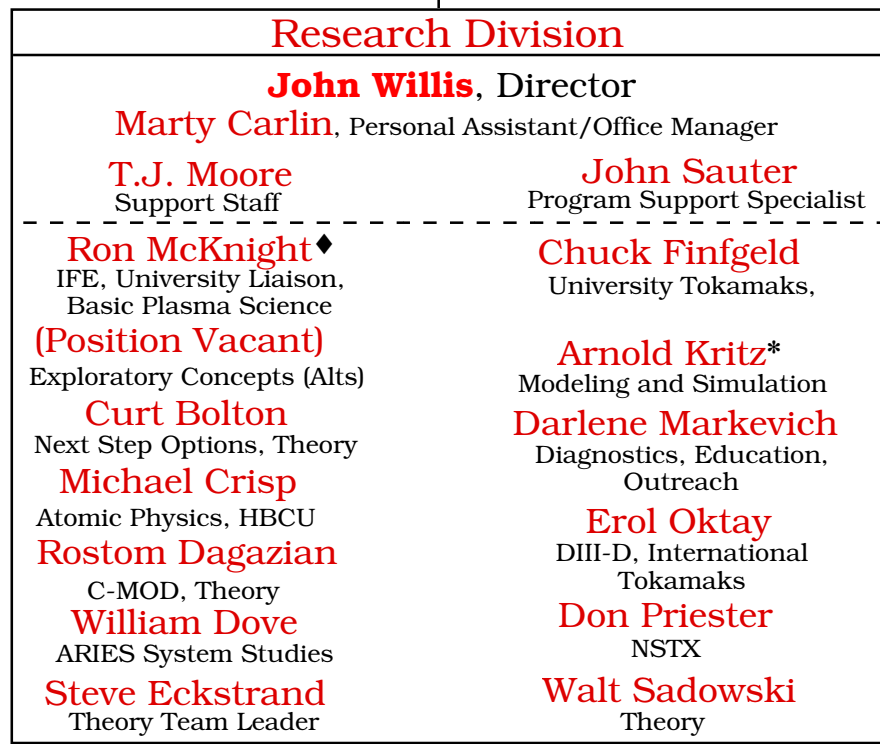 Research Division
John Willis, Director
Marty Carlin, Personal Assistant/Office Manager
T.J. Moore
Support Staff
John Sauter
Program Support Specialist
Ron McKnight♦
IFE, University Liaison,
Basic Plasma Science
(Position Vacant)
Exploratory Concepts (Alts)
Curt Bolton
Next Step Options, Theory
Michael Crisp
Atomic Physics, HBCU
Rostom Dagazian
C-MOD, Theory
William Dove
ARIES System Studies
Steve Eckstrand
Theory Team Leader
Chuck Finfgeld
University Tokamaks,
Arnold Kritz*
Modeling and Simulation
Darlene Markevich
Diagnostics, Education,
Outreach
Erol Oktay
DIII-D, International
Tokamaks
Don Priester
NSTX
Walt Sadowski
Theory